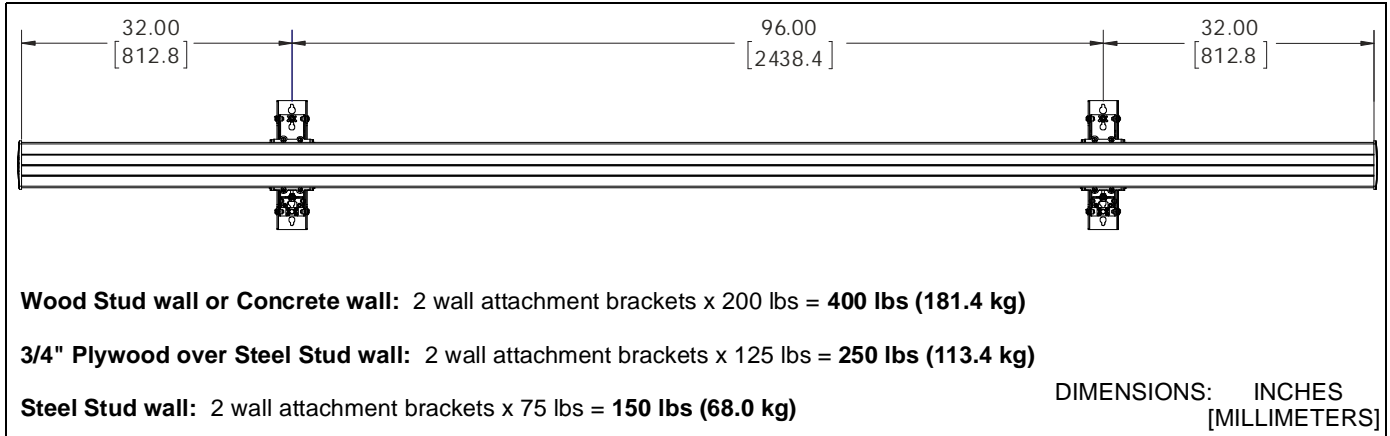 32.00 96.00 32.00
[812.8] [2438.4] [812.8]
Wood Stud wall or Concrete wall: 2 wall attachment brackets x 200 lbs = 400 lbs (181.4 kg)
3/4" Plywood over Steel Stud wall: 2 wall attachment brackets x 125 lbs = 250 lbs (113.4 kg)
Steel Stud wall: 2 wall attachment brackets x 75 lbs = 150 lbs (68.0 kg)
DIMENSIONS: INCHES
[MILLIMETERS]